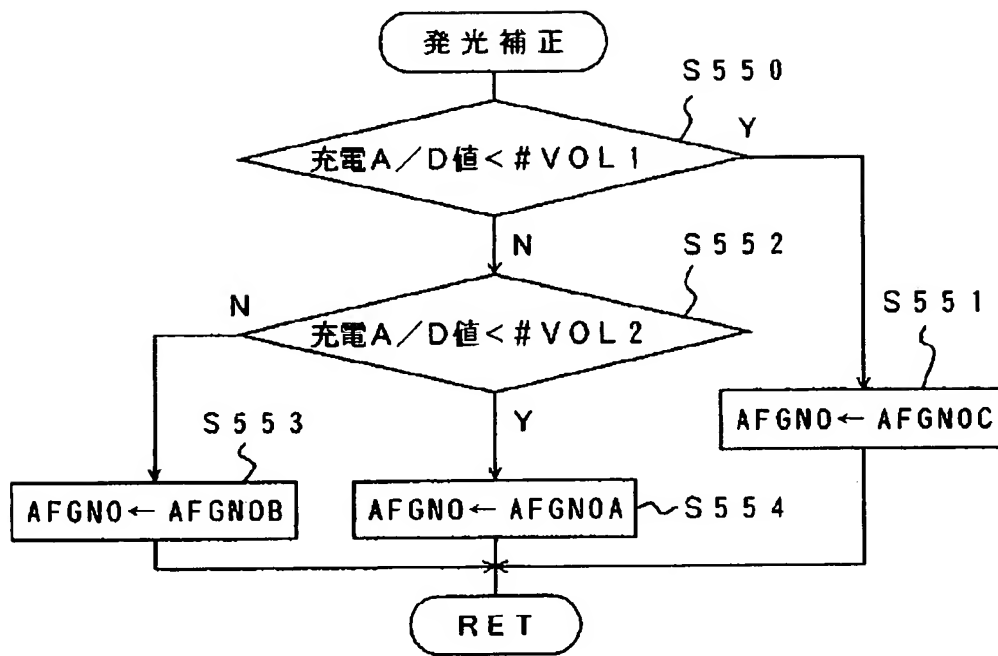 発光補正
S550
Y
充電A/D値<#VOL1
N
S552
N
充電A/D値<#VOL2
S551
Y
AFGNO←AFGNOC
S553
AFGNO←AFGNOB
AFGNO←AFGNOA
S554
RET